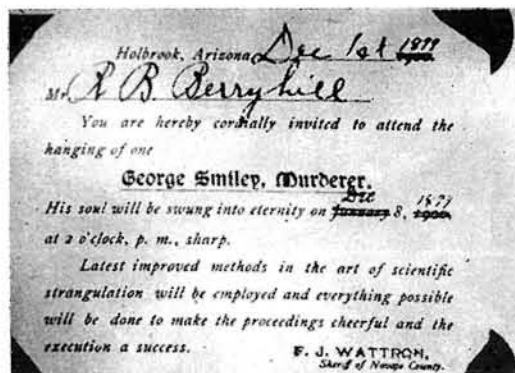 Holbrook, Arizona, Dec 1st 1899 1900
Mr. R B Berryhill
You are hereby cordially invited to attend the
hanging of one
George Smiley, Murderer.
Dec 1899
His soul will be swung into eternity on January 8, 1900,
at 2 o'clock, p. m., sharp.
Latest improved methods in the art of scientific
strangulation will be employed and everything possible
will be done to make the proceedings cheerful and the
execution a success.
F. J. WATTRON,
Sheriff of Navajo County.